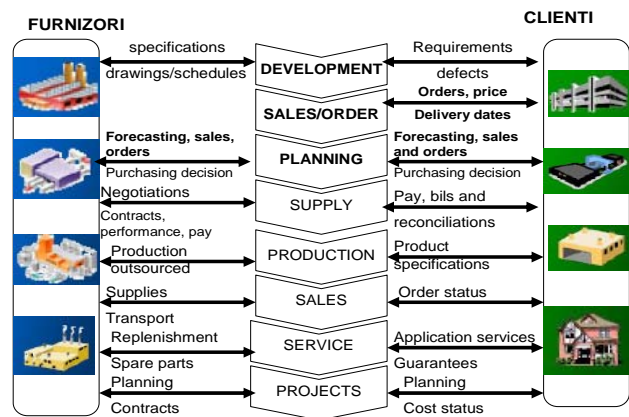 FURNIZORI
CLIENTI
specifications
drawings/schedules
DEVELOPMENT
Requirements
defects
SALES/ORDER
Orders, price
Delivery dates
Forecasting, sales,
orders
Purchasing decision
PLANNING
Forecasting, sales
and orders
Purchasing decision
Negotiations
Contracts,
performance, pay
SUPPLY
Pay, bils and
reconciliations
Production
outsourced
PRODUCTION
Product
specifications
Supplies
Transport
SALES
Order status
Replenishment
Spare parts
SERVICE
Application services
Guarantees
Planning
Contracts
PROJECTS
Planning
Cost status